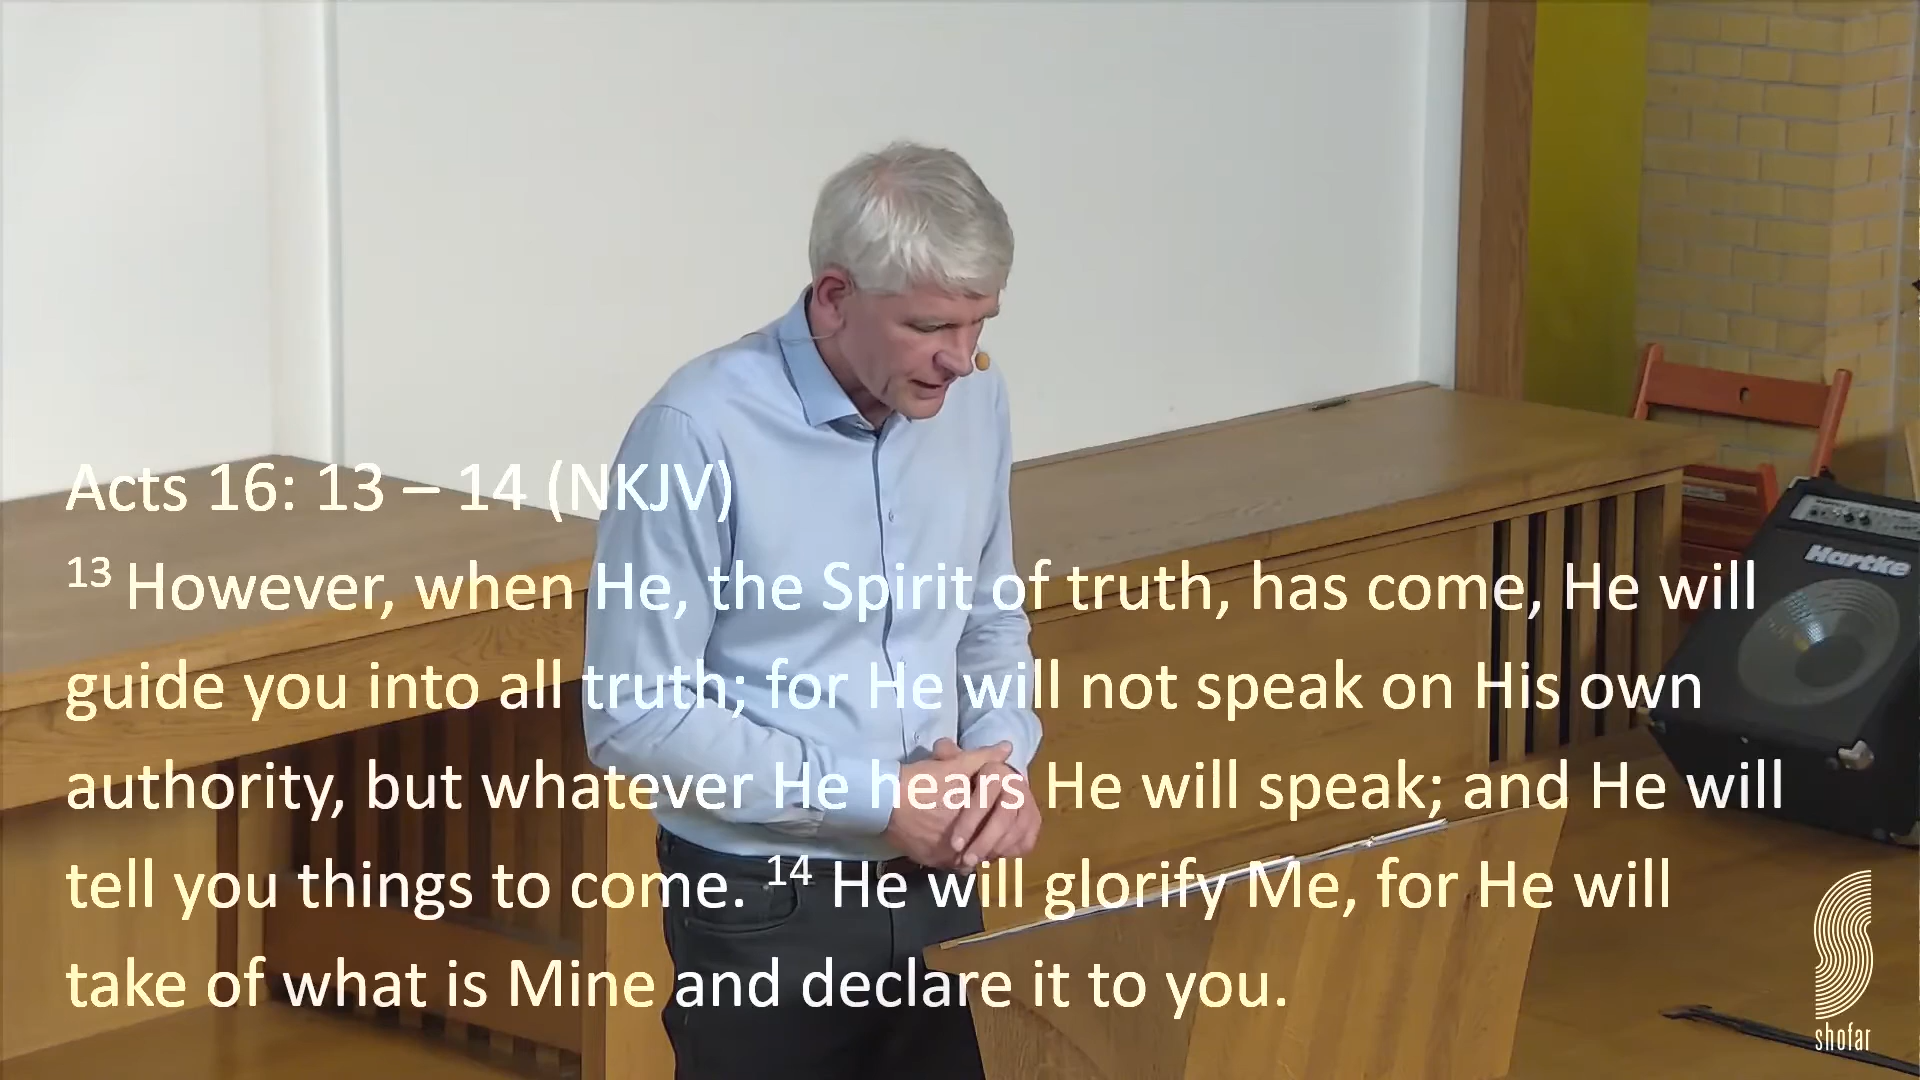 Acts 16: 13 – 14 (NKJV)
13 However, when He, the Spirit of truth, has come, He will
guide you into all truth; for He will not speak on His own
authority, but whatever He hears He will speak; and He will
tell you things to come. 14 He will glorify Me, for He will
take of what is Mine and declare it to you.
Hartke
shofar